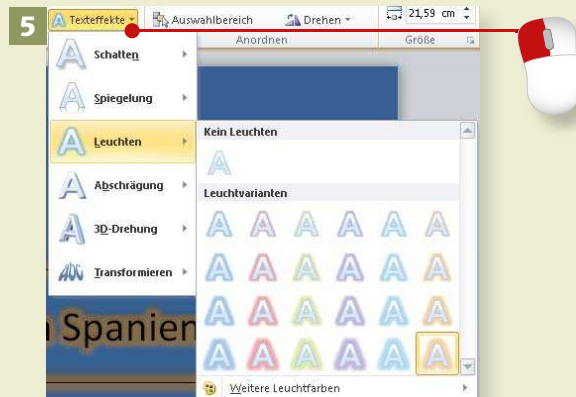 5
Texteffekte
Auswahlbereich
Drehen
21,59 cm
Anordnen
Größe
Schatten
Spiegelung
Leuchten
Abschrägung
3D-Drehung
Transformieren
Kein Leuchten
Leuchtvarianten
Weitere Leuchtfarben
Spanien